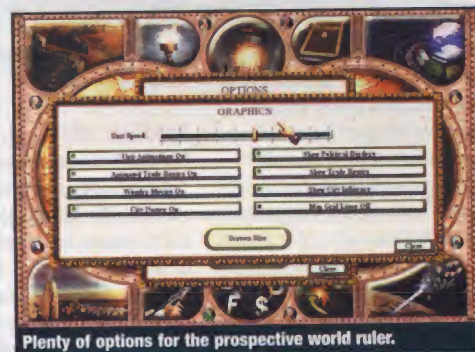 OPTIONS
GRAPHICS
Unit Speed
Unit Animations On
Show Political Borders
Animated Trade Routes On
Show Trade Routes
Wonder Movies On
Show City Influence
City Names On
Map Grid Lines Off
Screen Size
Close
Close
F $
Plenty of options for the prospective world ruler.